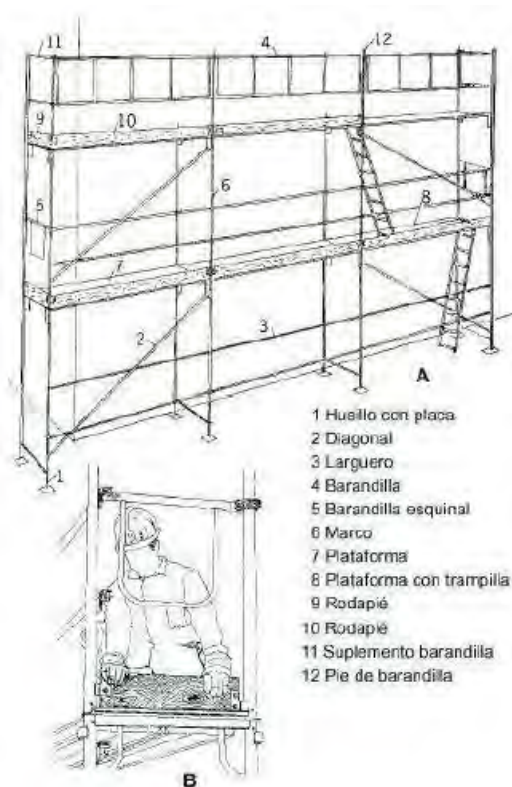 11
4
12
9
10
6
5
8
7
2
3
A
1
1 Husillo con placa
2 Diagonal
3 Larguero
4 Barandilla
5 Barandilla esquinal
6 Marco
7 Plataforma
8 Plataforma con trampilla
9 Rodapié
10 Rodapié
11 Suplemento barandilla
12 Pie de barandilla
B